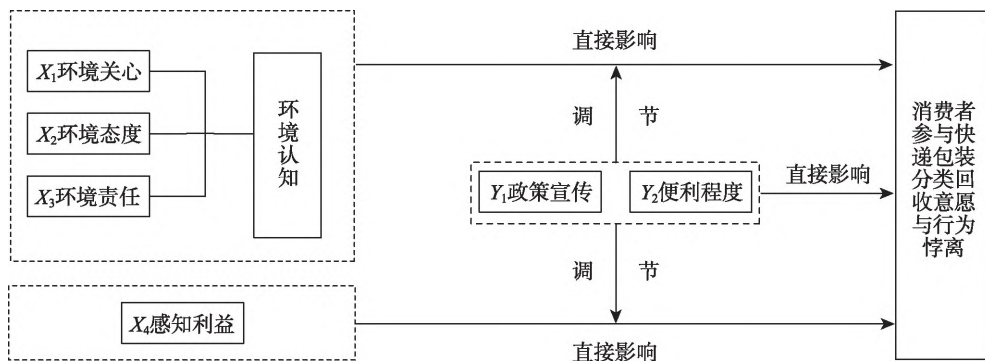 直接影响
X₁环境关心
X₂环境态度
X₃环境责任
环境认知
调 节
Y₁政策宣传
Y₂便利程度
直接影响
调 节
X₄感知利益
直接影响
消费者
参与快
递包装
分类回
收意愿
与行为
悖离